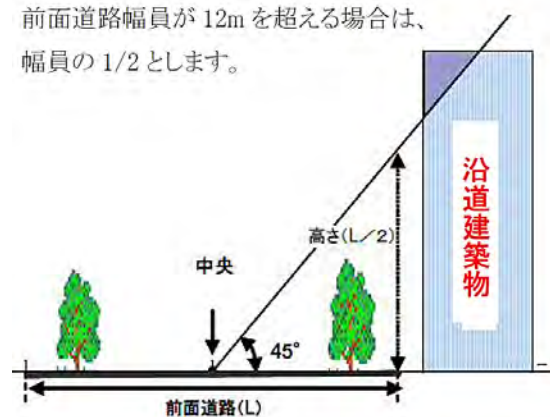 前面道路幅員が 12m を超える場合は、
幅員の 1/2 とします。
沿道建築物
高さ(L/2)
中央
45°
前面道路(L)